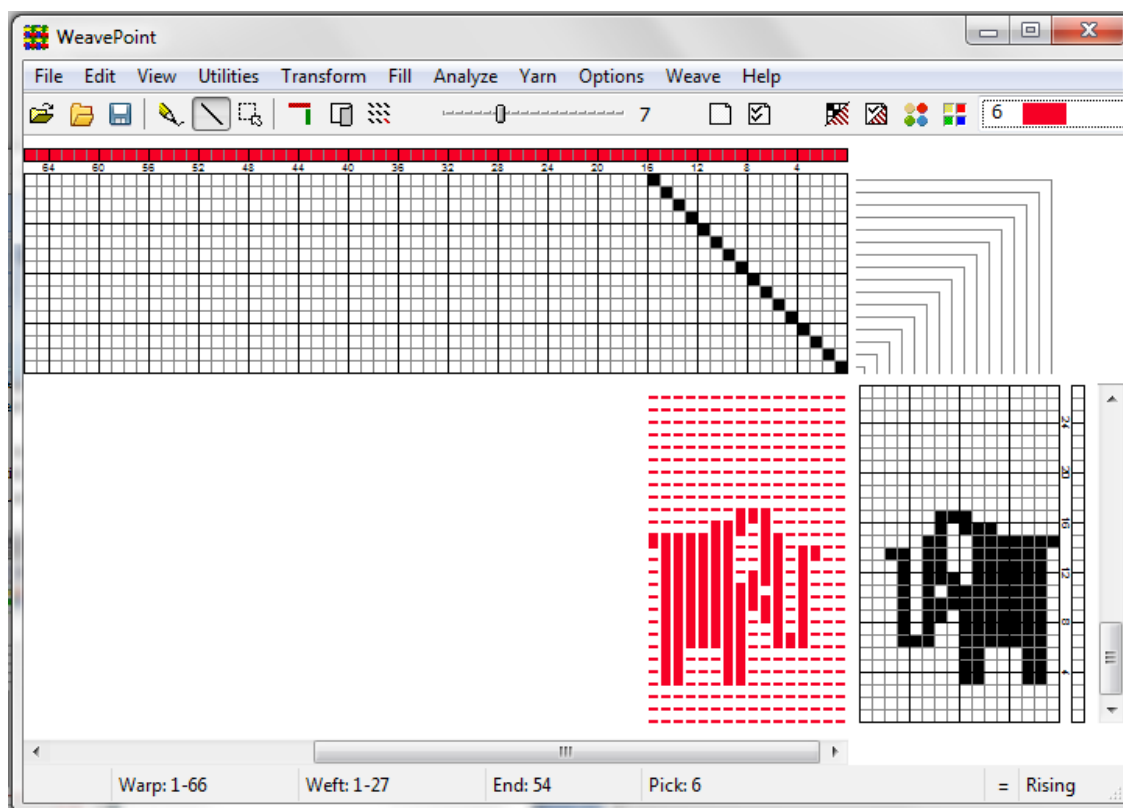 WeavePoint
File Edit View Utilities Transform Fill Analyze Yarn Options Weave Help
7 6
64 60 56 52 48 44 40 36 32 28 24 20 16 12 8 4
24
20
16
12
8
4
Warp: 1-66 Weft: 1-27 End: 54 Pick: 6 = Rising